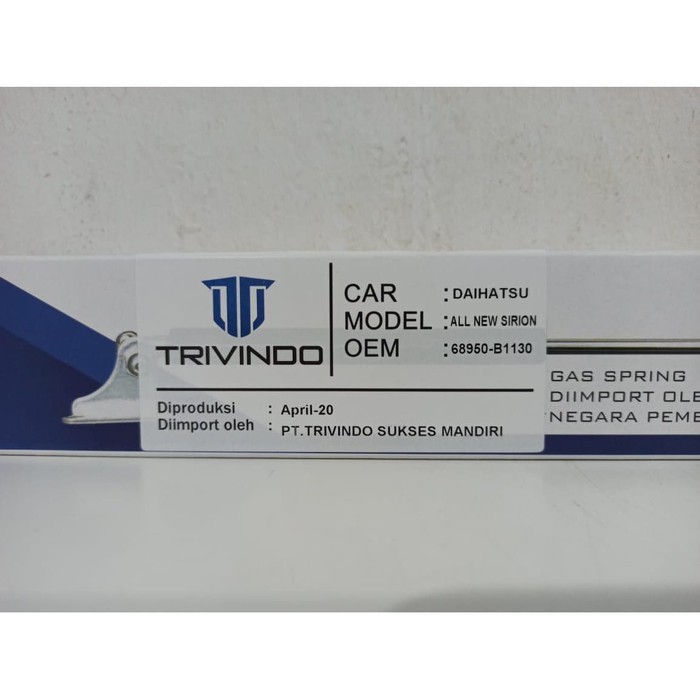 TRIVINDO
CAR : DAIHATSU
MODEL : ALL NEW SIRION
OEM : 68950-B1130
Diproduksi : April-20
Diimport oleh : PT.TRIVINDO SUKSES MANDIRI
GAS SPRING
DIIMPORT OLE
NEGARA PEMB